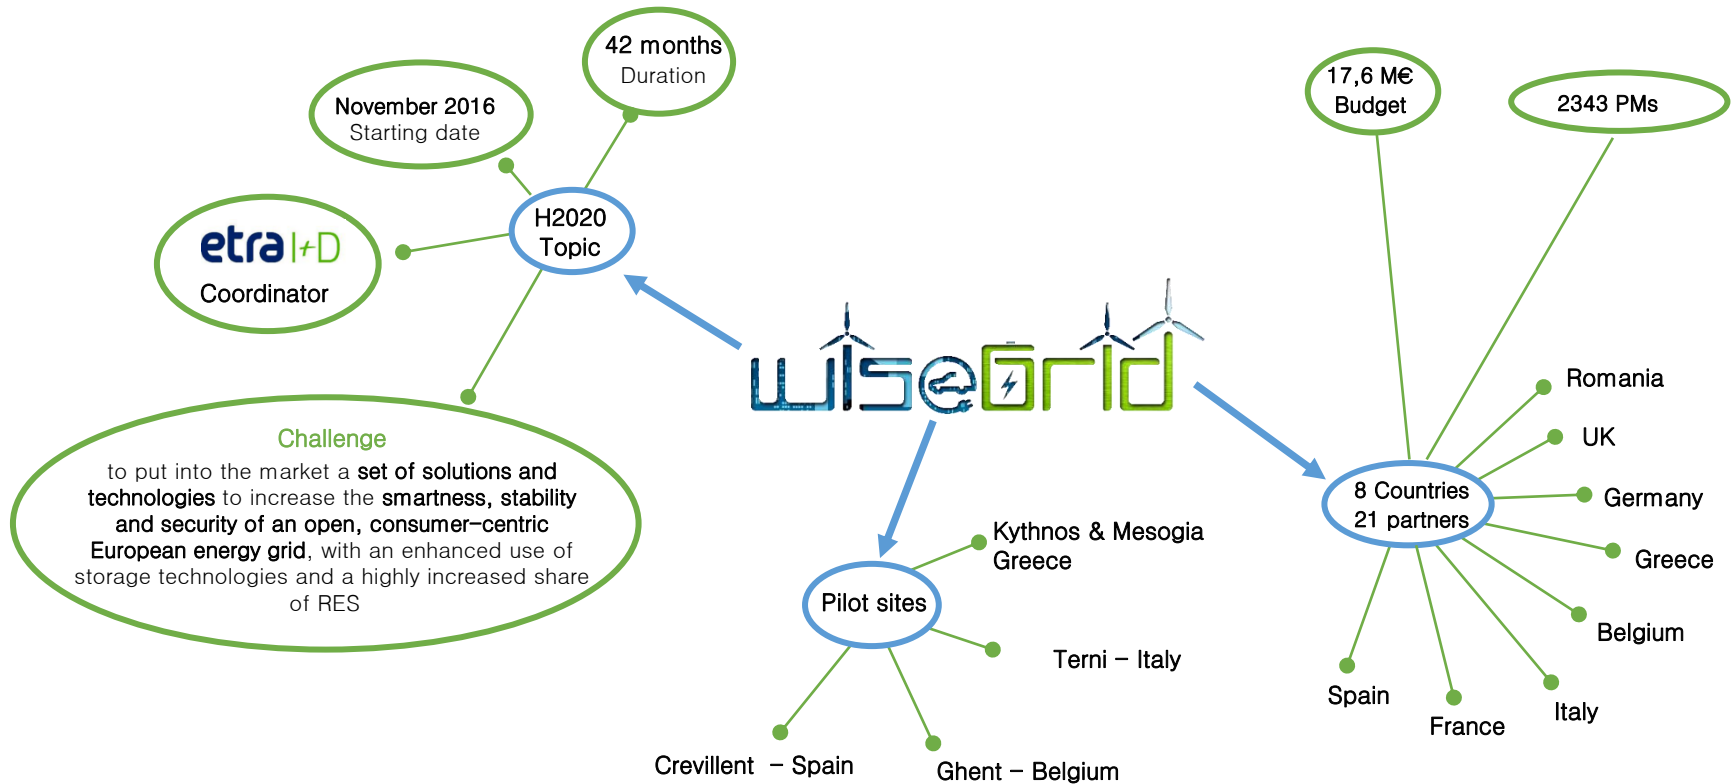 42 months
Duration
November 2016
Starting date
etra I+D
Coordinator
H2020
Topic
Challenge
to put into the market a set of solutions and
technologies to increase the smartness, stability
and security of an open, consumer-centric
European energy grid, with an enhanced use of
storage technologies and a highly increased share
of RES
wiseGrid
Pilot sites
Kythnos & Mesogia
Greece
Terni - Italy
Ghent - Belgium
Crevillent - Spain
17,6 M€
Budget
2343 PMs
8 Countries
21 partners
Romania
UK
Germany
Greece
Belgium
Italy
France
Spain